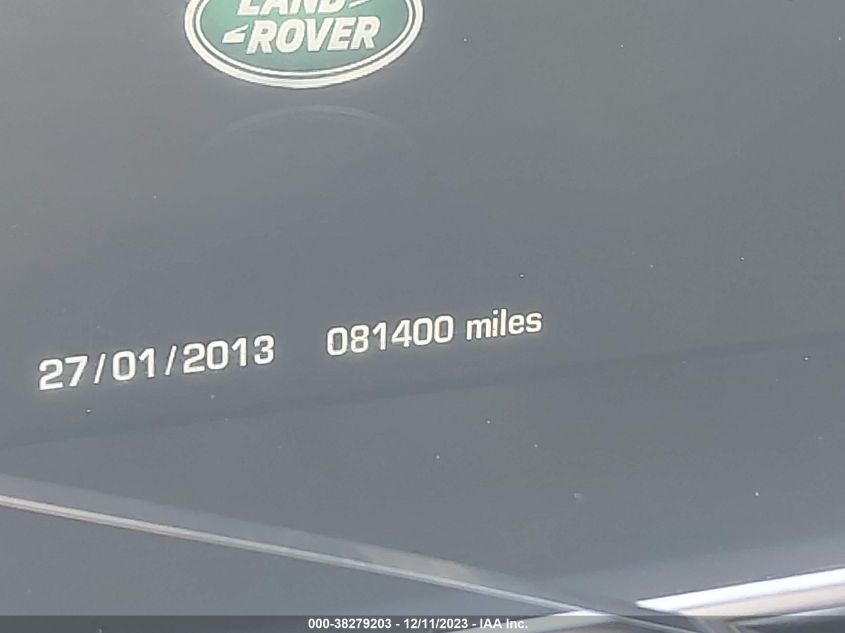 LAND
ROVER
27/01/2013 081400 miles
000-38279203 - 12/11/2023 - IAA Inc.